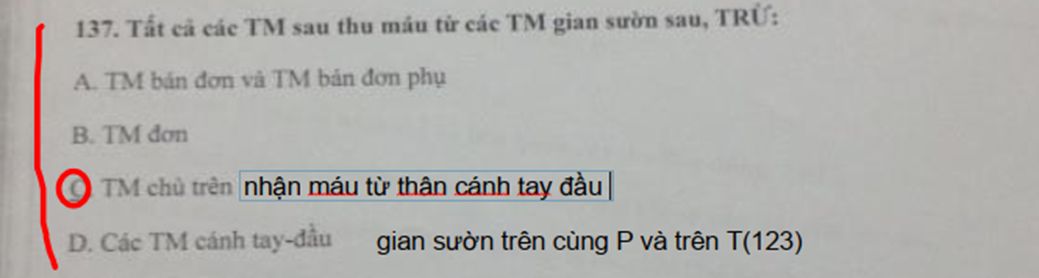 137. Tất cả các TM sau thu máu từ các TM gian sườn sau, TRỪ:
A. TM bán đơn và TM bán đơn phụ
B. TM đơn
C. TM chủ trên nhận máu từ thân cánh tay đầu
D. Các TM cánh tay-đầu gian sườn trên cùng P và trên T(123)